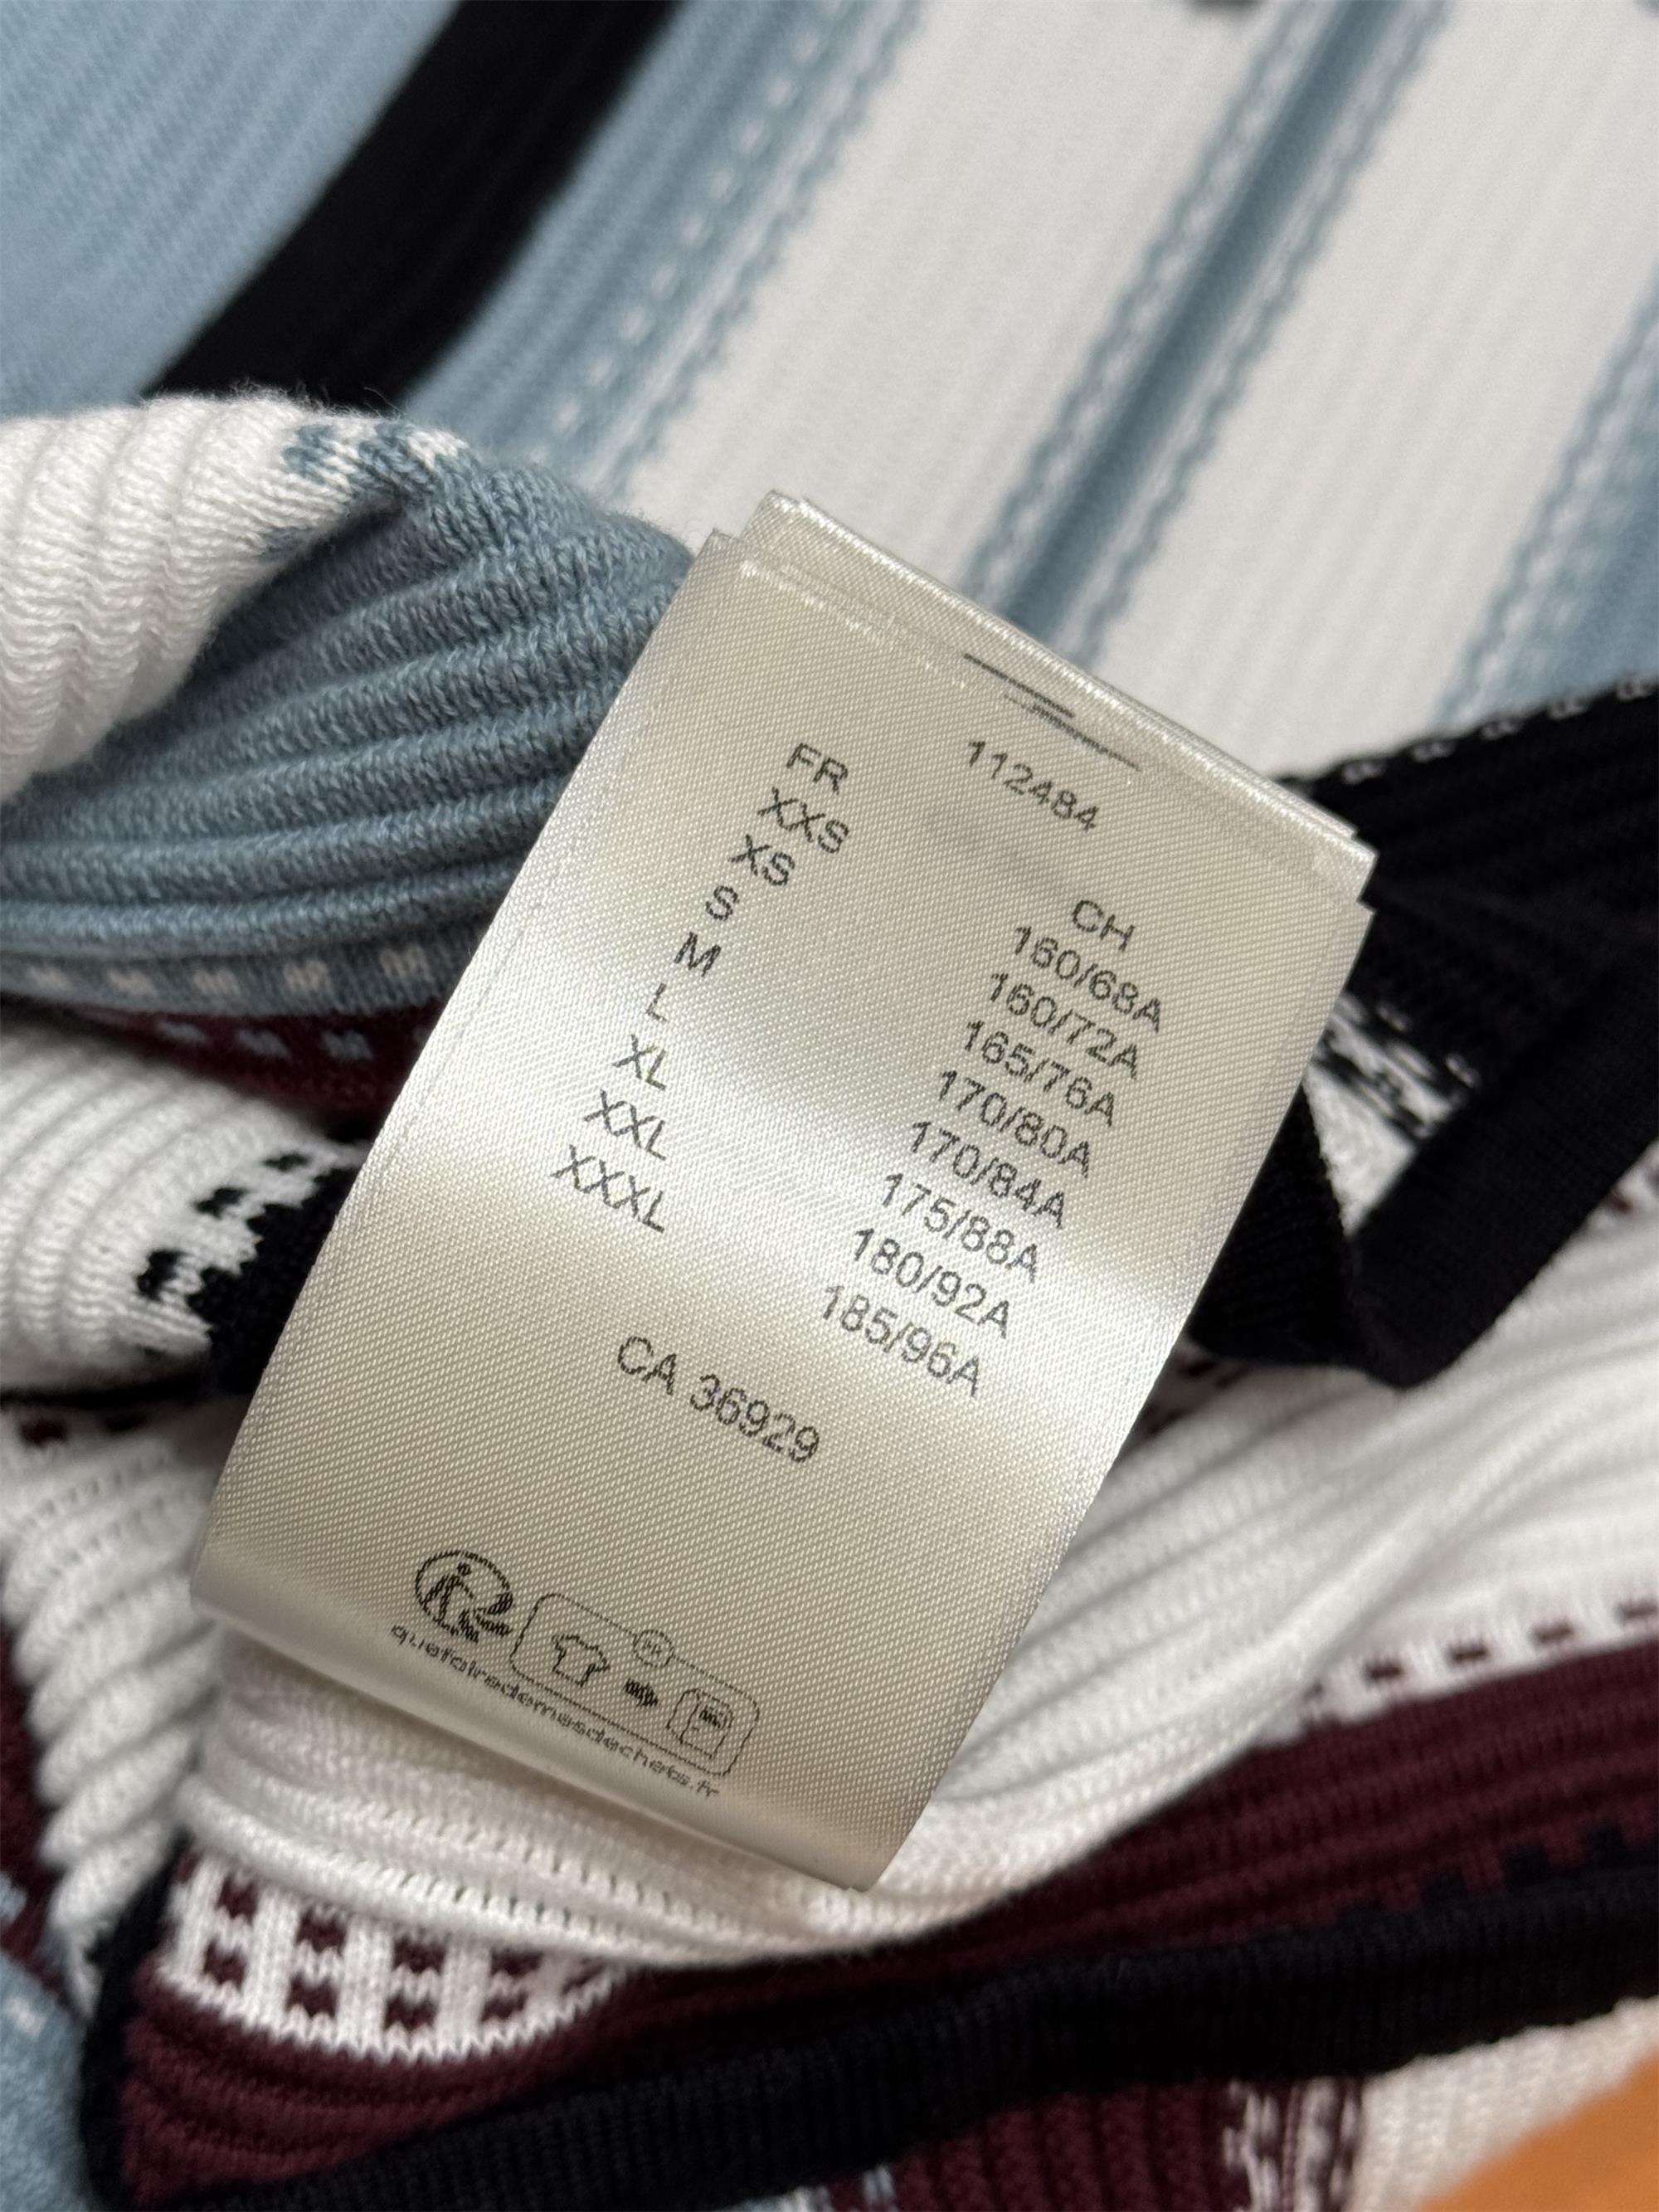 112484
FR CH
XXS 160/68A
XS 160/72A
S 165/76A
M 170/80A
L 170/84A
XL 175/88A
XXL 180/92A
XXXL 185/96A
CA 36929
FR
quefairedemesdechets.fr